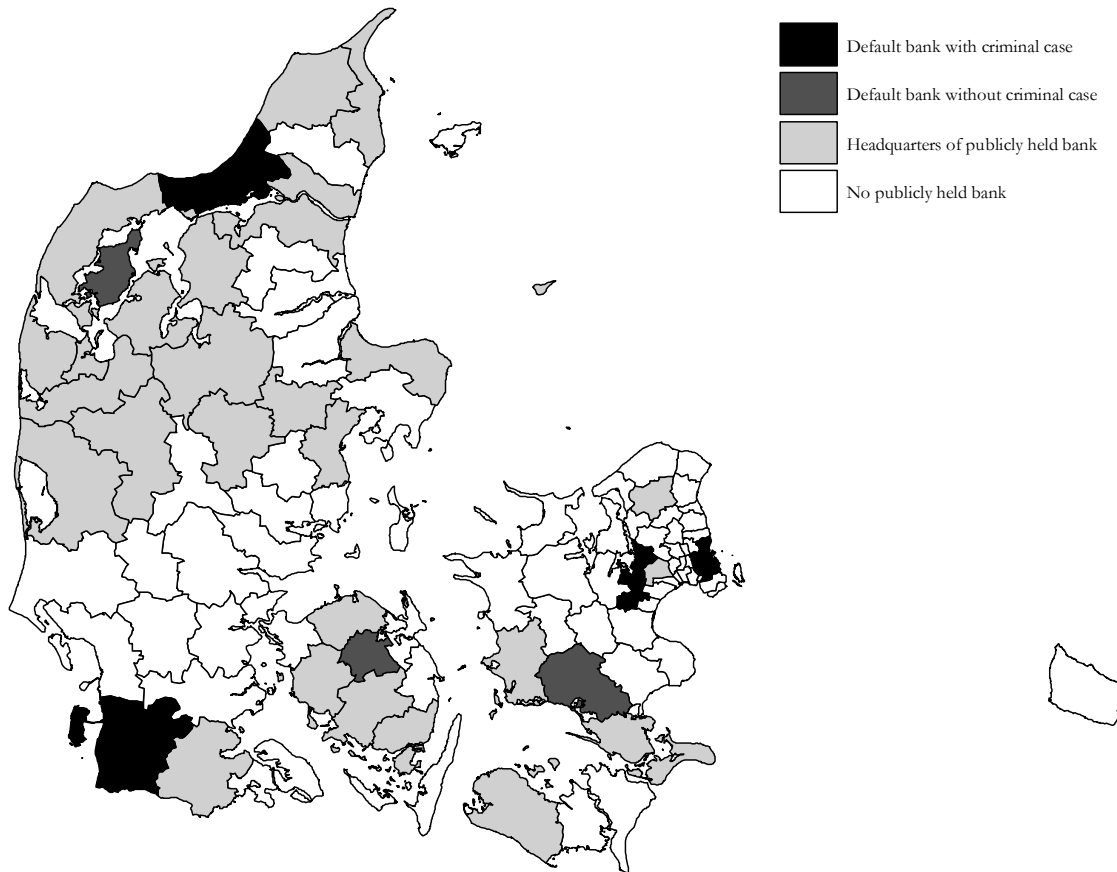 Default bank with criminal case
Default bank without criminal case
Headquarters of publicly held bank
No publicly held bank